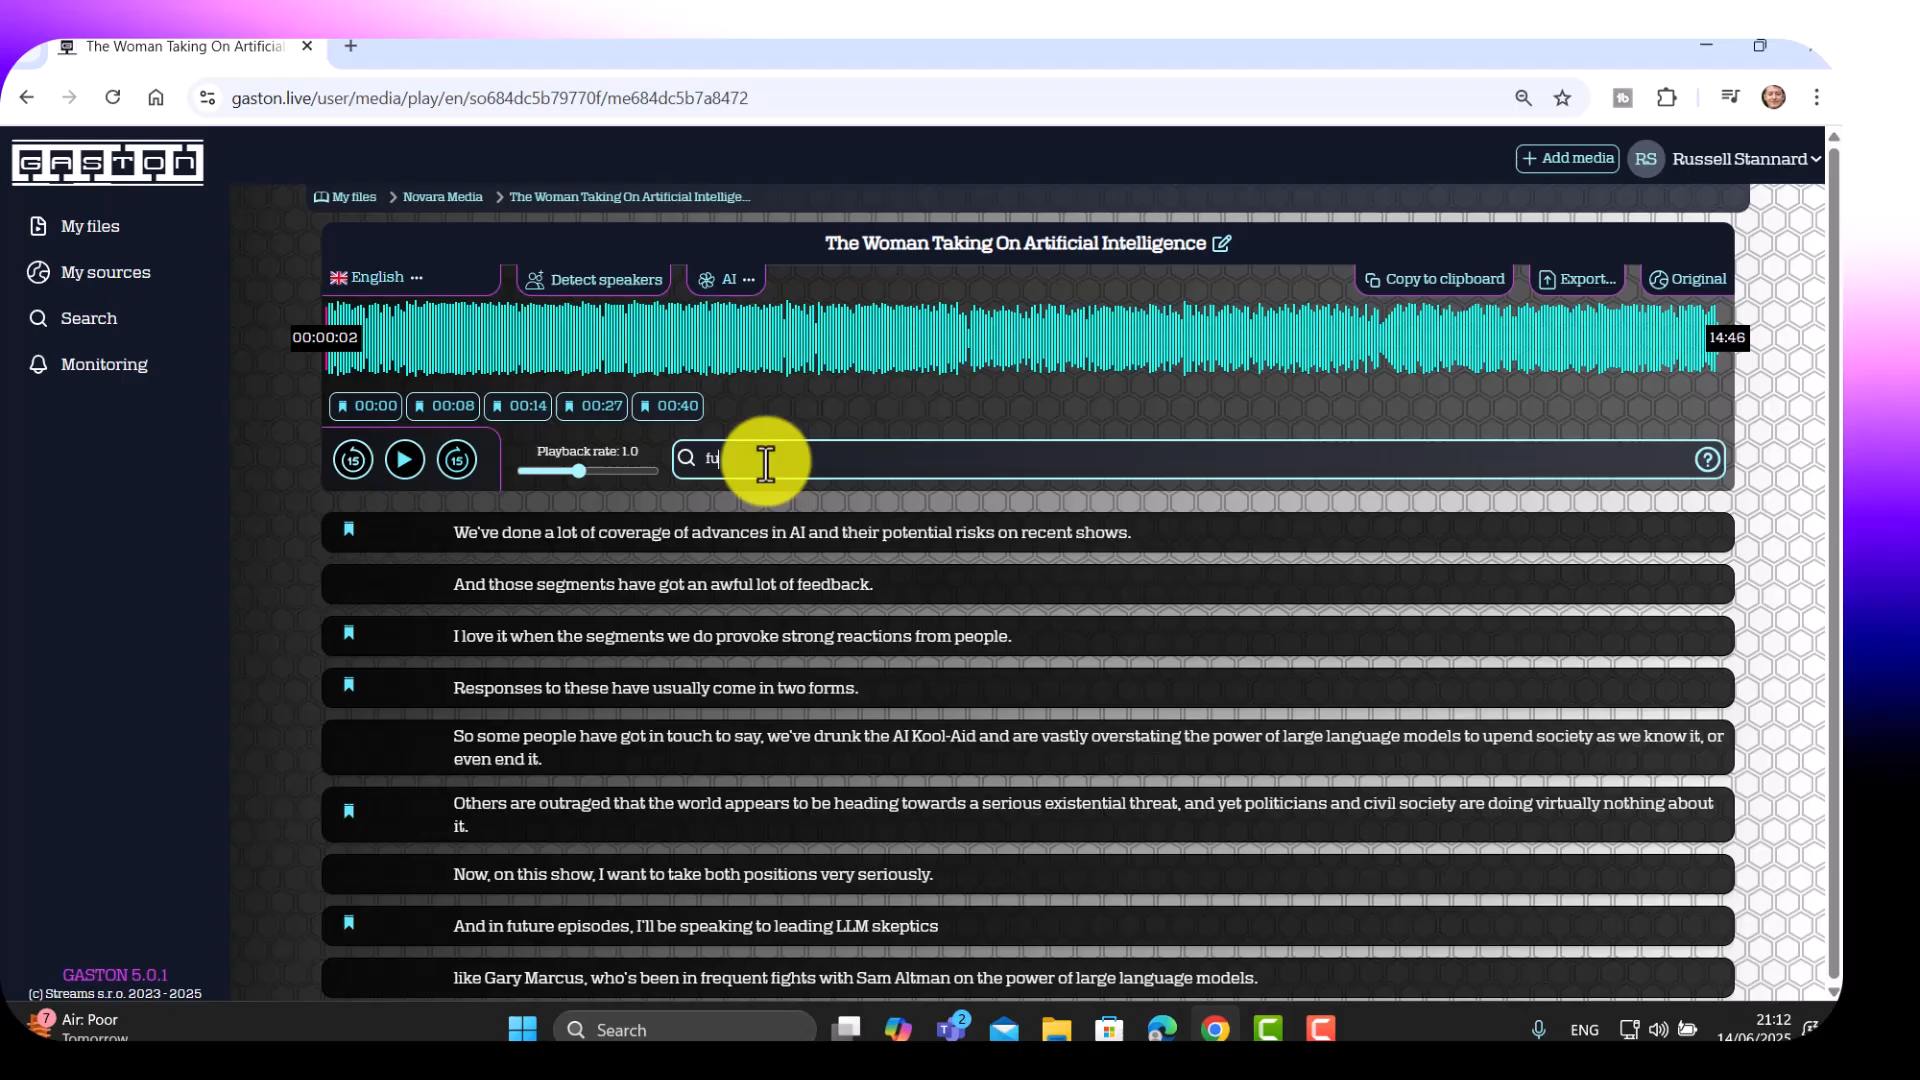 The Woman Taking On Artificial
gaston.live/user/media/play/en/so684dc5b79770f/me684dc5b7a8472
GASTON
Add media
RS
Russell Stannard
My files
Novara Media
The Woman Taking On Artificial Intellige...
My files
My sources
Search
Monitoring
The Woman Taking On Artificial Intelligence
English ...
Detect speakers
AI ...
Copy to clipboard
Export...
Original
00:00:02
14:46
00:00
00:08
00:14
00:27
00:40
15
15
Playback rate: 1.0
fu
?
We've done a lot of coverage of advances in AI and their potential risks on recent shows.
And those segments have got an awful lot of feedback.
I love it when the segments we do provoke strong reactions from people.
Responses to these have usually come in two forms.
So some people have got in touch to say, we've drunk the AI Kool-Aid and are vastly overstating the power of large language models to upend society as we know it, or
even end it.
Others are outraged that the world appears to be heading towards a serious existential threat, and yet politicians and civil society are doing virtually nothing about
it.
Now, on this show, I want to take both positions very seriously.
And in future episodes, I'll be speaking to leading LLM skeptics
like Gary Marcus, who's been in frequent fights with Sam Altman on the power of large language models.
GASTON 5.0.1
(c) Streams s.r.o. 2023 - 2025
7
Air: Poor
Tomorrow
Search
2
ENG
21:12
14/06/2025